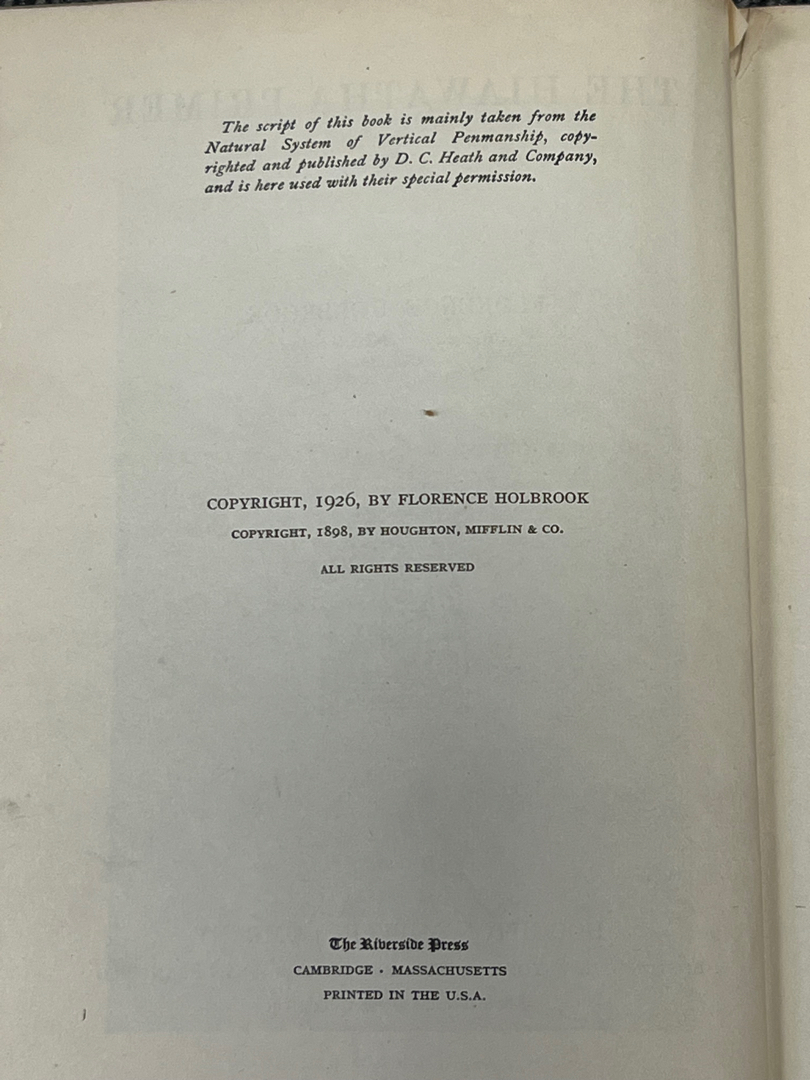 The script of this book is mainly taken from the
Natural System of Vertical Penmanship, copy-
righted and published by D. C. Heath and Company,
and is here used with their special permission.
COPYRIGHT, 1926, BY FLORENCE HOLBROOK
COPYRIGHT, 1898, BY HOUGHTON, MIFFLIN & CO.
ALL RIGHTS RESERVED
The Riverside Press
CAMBRIDGE · MASSACHUSETTS
PRINTED IN THE U.S.A.